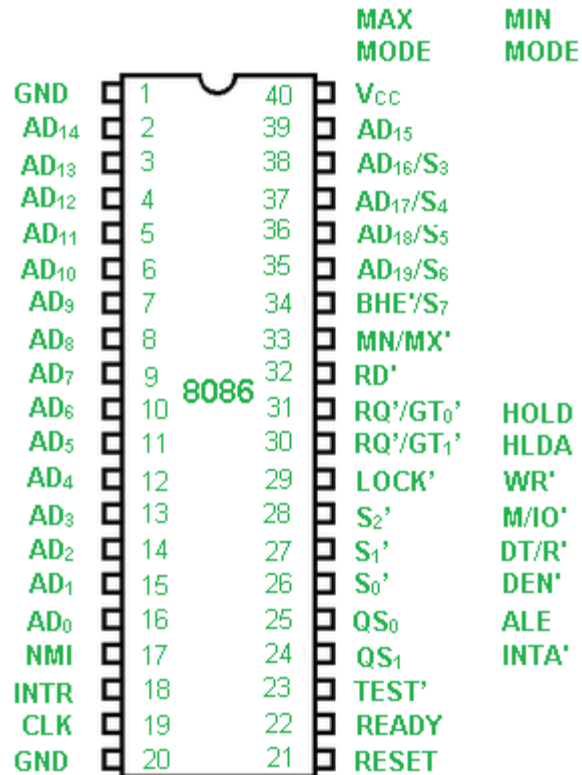 MAX MIN
MODE MODE
GND 1 40 Vcc
AD14 2 39 AD15
AD13 3 38 AD16/S3
AD12 4 37 AD17/S4
AD11 5 36 AD18/S5
AD10 6 35 AD19/S6
AD9 7 34 BHE'/S7
AD8 8 33 MN/MX'
AD7 9 32 RD'
8086
AD6 10 31 RQ'/GT0' HOLD
AD5 11 30 RQ'/GT1' HLDA
AD4 12 29 LOCK' WR'
AD3 13 28 S2' M/IO'
AD2 14 27 S1' DT/R'
AD1 15 26 S0' DEN'
AD0 16 25 QS0 ALE
NMI 17 24 QS1 INTA'
INTR 18 23 TEST'
CLK 19 22 READY
GND 20 21 RESET